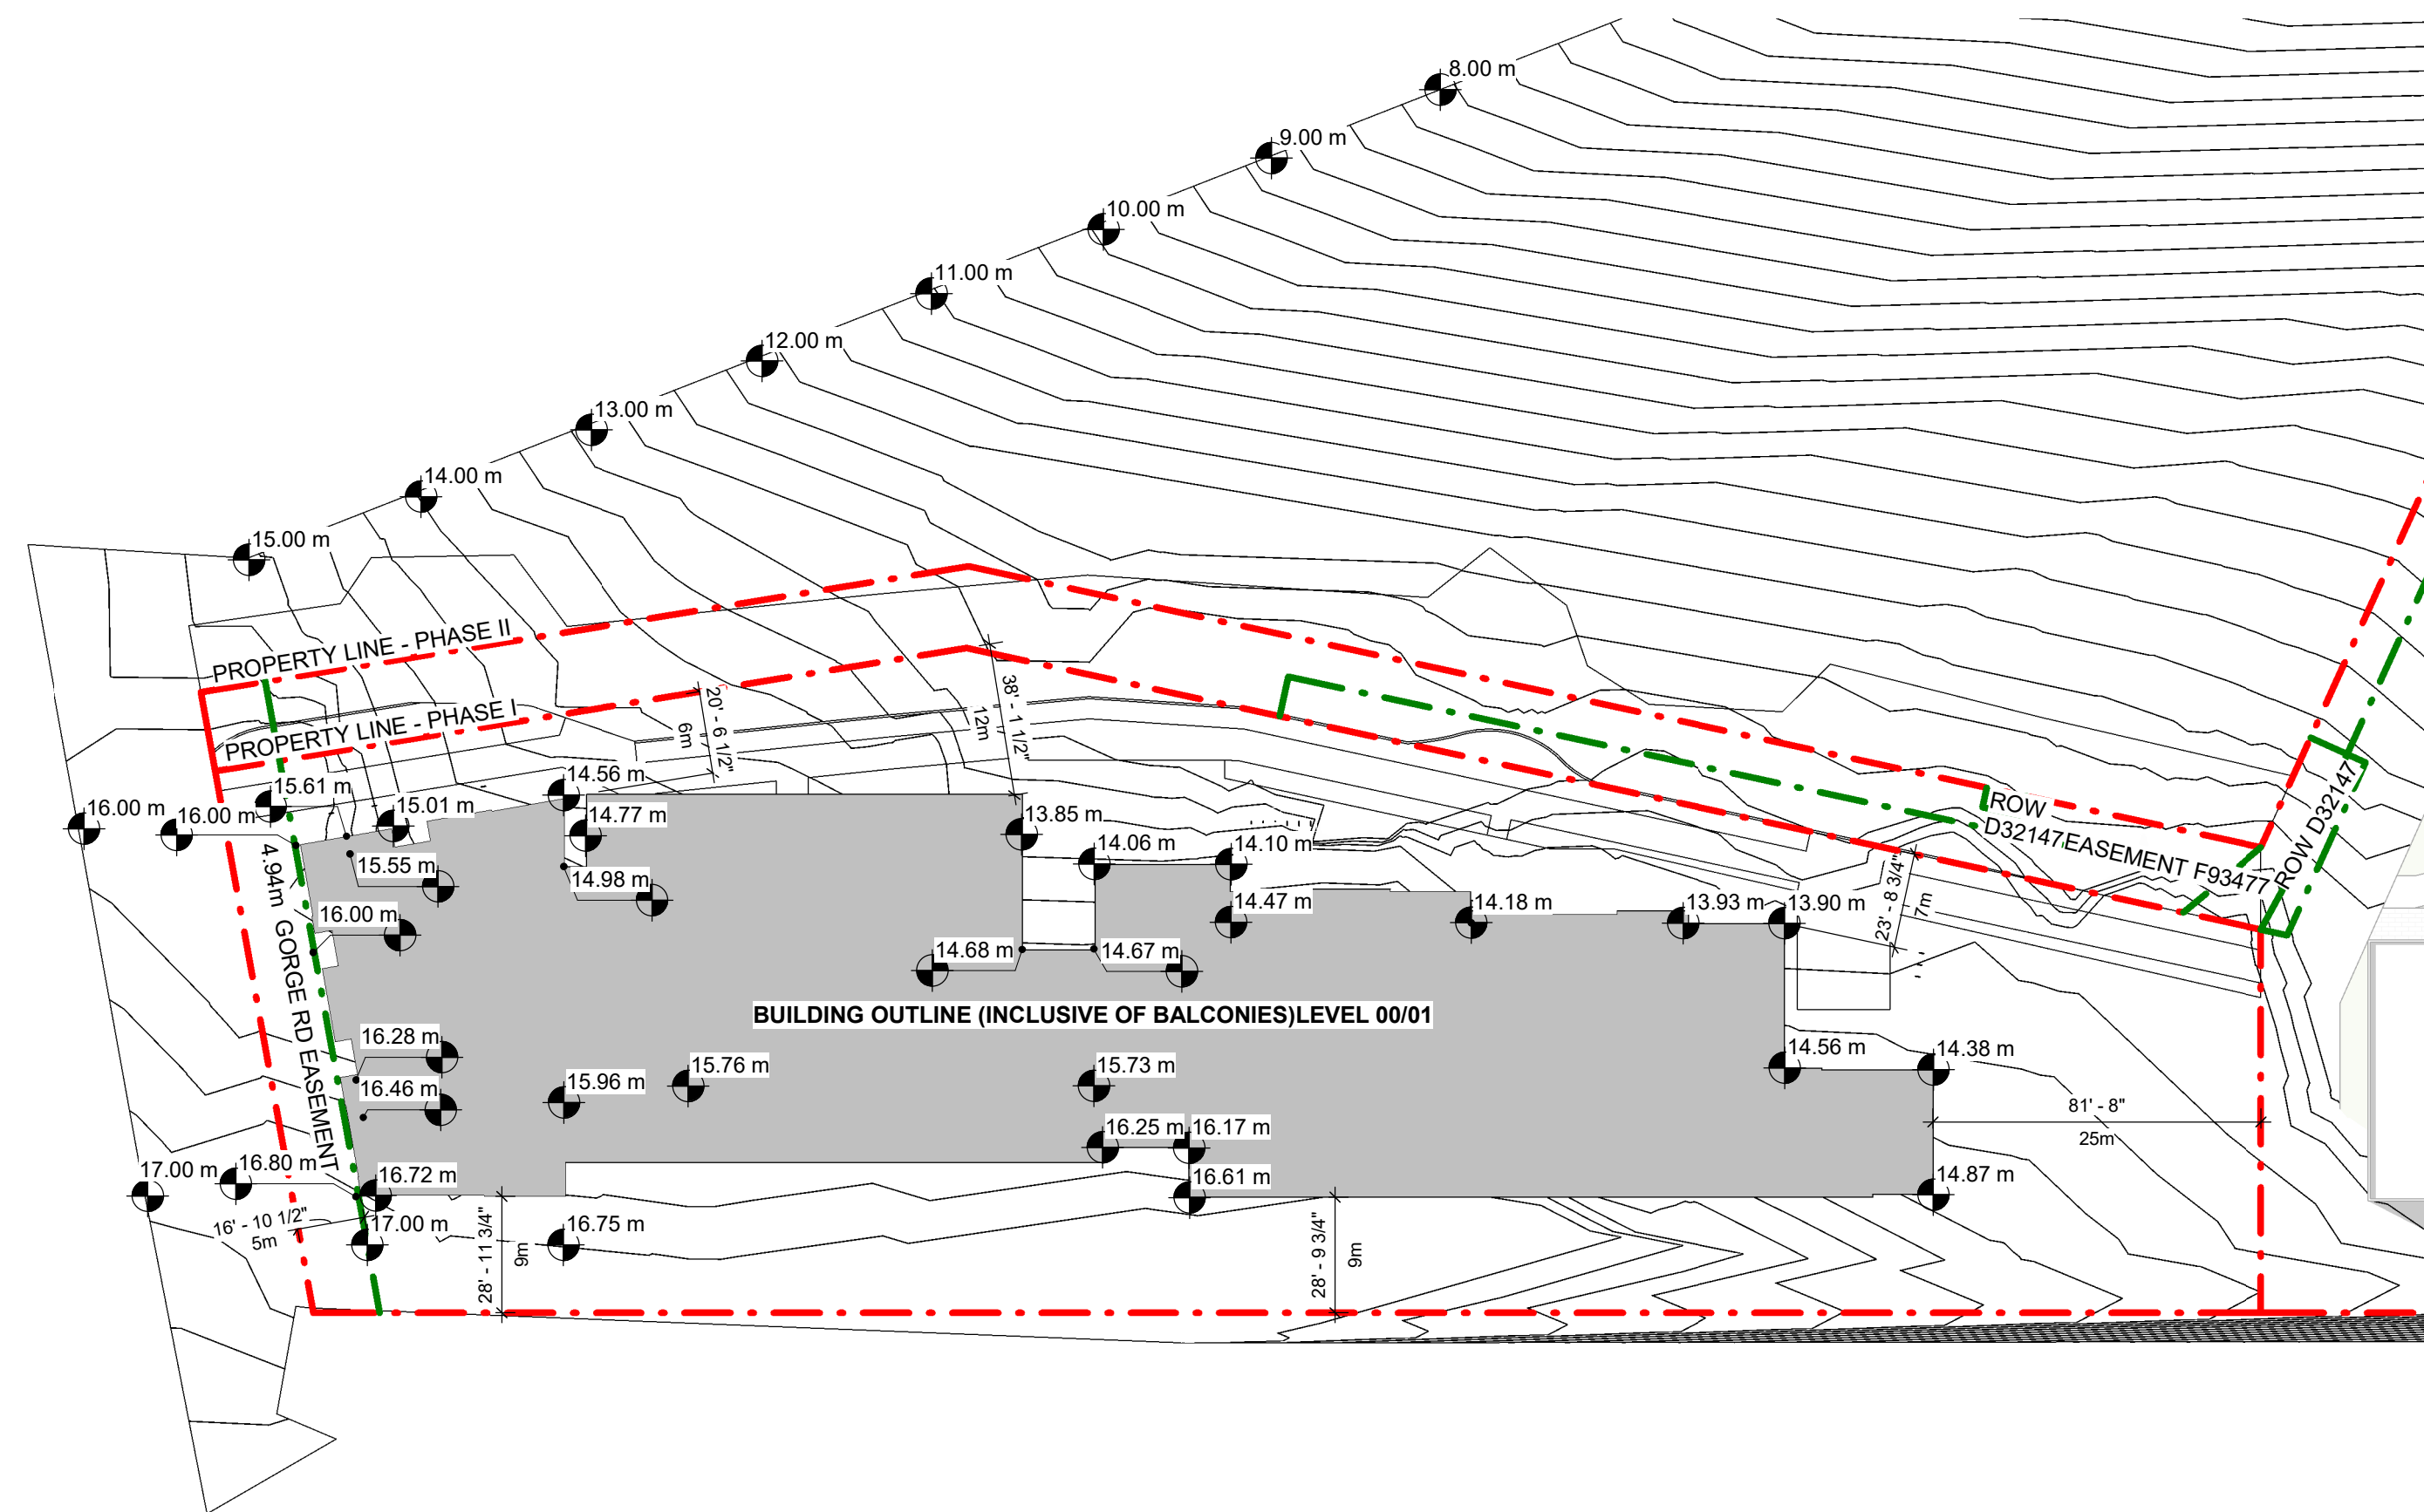 8.00 m
9.00 m
10.00 m
11.00 m
12.00 m
13.00 m
14.00 m
15.00 m
PROPERTY LINE - PHASE II
PROPERTY LINE - PHASE I
20' - 6 1/2"
6m
38' - 1 1/2"
12m
15.61 m
15.01 m
14.56 m
14.77 m
16.00 m
16.00 m
13.85 m
14.06 m
14.10 m
ROW
D32147
EASEMENT F93477
ROW D32147
4.94m GORGE RD EASEMENT
15.55 m
14.98 m
16.00 m
14.47 m
14.18 m
13.93 m
13.90 m
23' - 8 3/4"
7m
14.68 m
14.67 m
BUILDING OUTLINE (INCLUSIVE OF BALCONIES)LEVEL 00/01
16.28 m
16.46 m
15.96 m
15.76 m
15.73 m
14.56 m
14.38 m
81' - 8"
25m
16.25 m
16.17 m
16.61 m
14.87 m
17.00 m
16.80 m
16.72 m
16' - 10 1/2"
5m
17.00 m
16.75 m
28' - 11 3/4"
9m
28' - 9 3/4"
9m